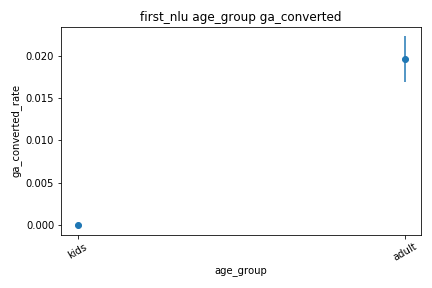 first_nlu age_group ga_converted
ga_converted_rate
0.020
0.015
0.010
0.005
0.000
kids
adult
age_group